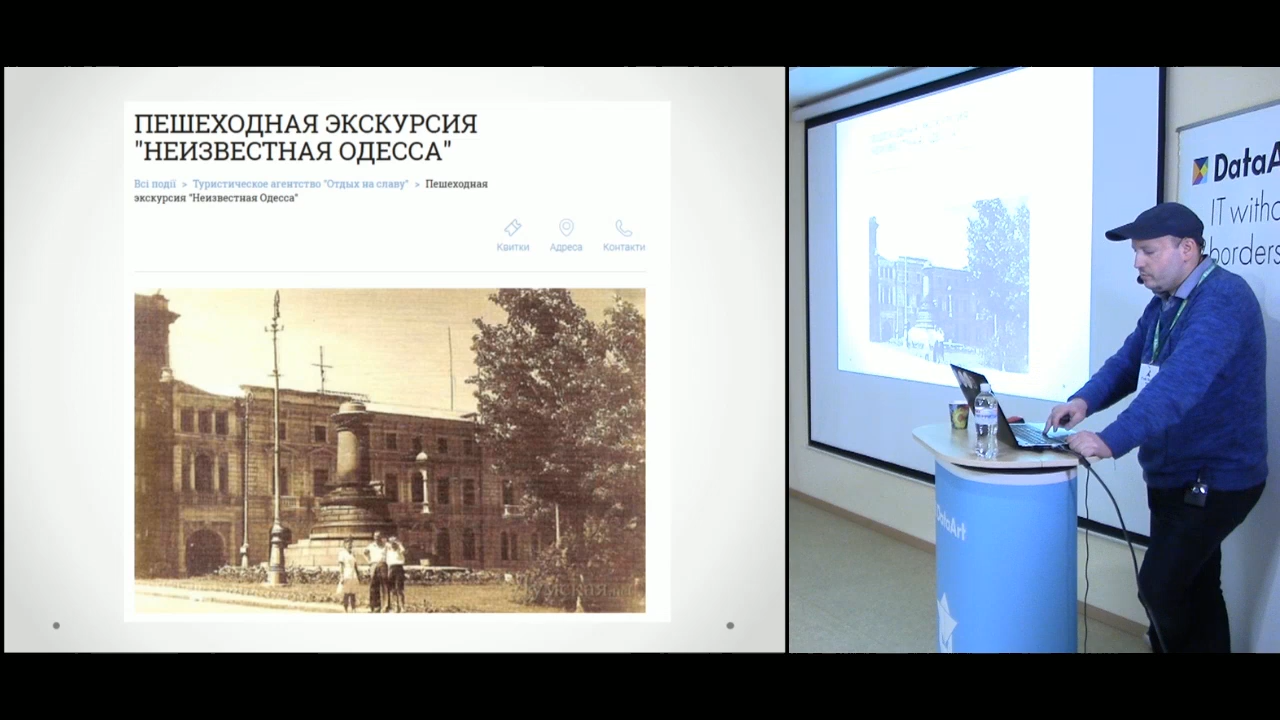 ПЕШЕХОДНАЯ ЭКСКУРСИЯ
"НЕИЗВЕСТНАЯ ОДЕССА"
Всі події > Туристическое агентство "Отдых на славу" > Пешеходная
экскурсия "Неизвестная Одесса"
Квитки Адреса Контакти
DataA
IT witho
borders
DataArt